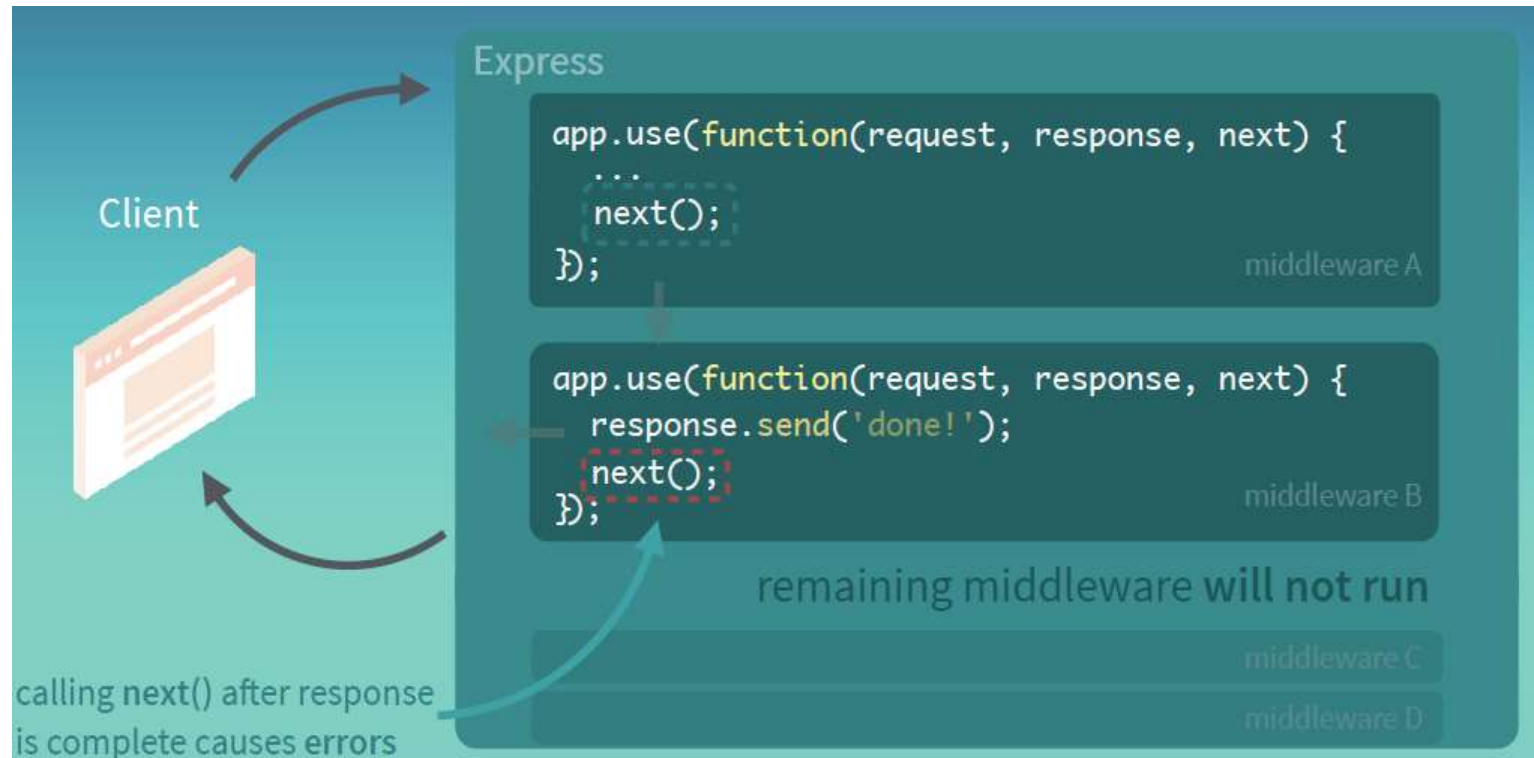 Express
app.use(function(request, response, next) {
...
next();
});
middleware A
Client
app.use(function(request, response, next) {
response.send('done!');
next();
});
middleware B
remaining middleware will not run
middleware C
middleware D
calling next() after response
is complete causes errors